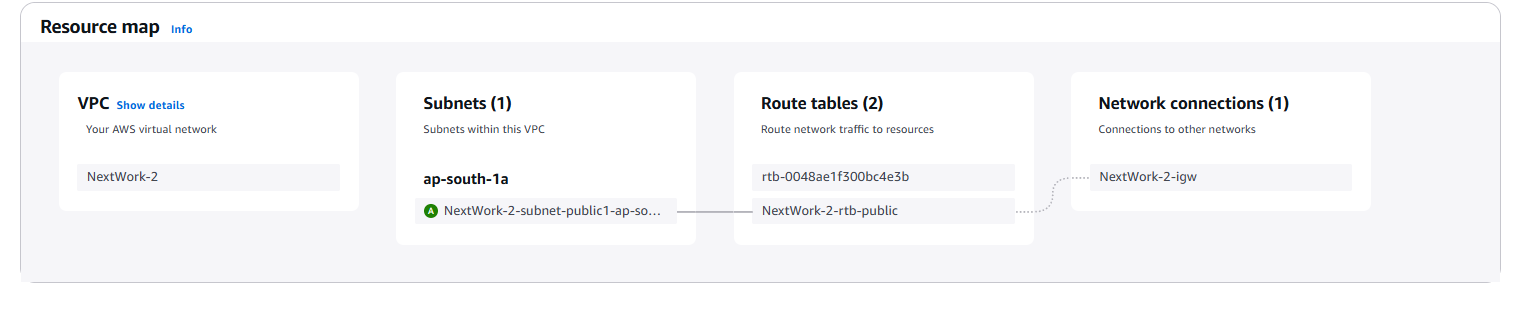 Resource map Info
VPC Show details
Your AWS virtual network
NextWork-2
Subnets (1)
Subnets within this VPC
ap-south-1a
A NextWork-2-subnet-public1-ap-so...
Route tables (2)
Route network traffic to resources
rtb-0048ae1f300bc4e3b
NextWork-2-rtb-public
Network connections (1)
Connections to other networks
NextWork-2-igw